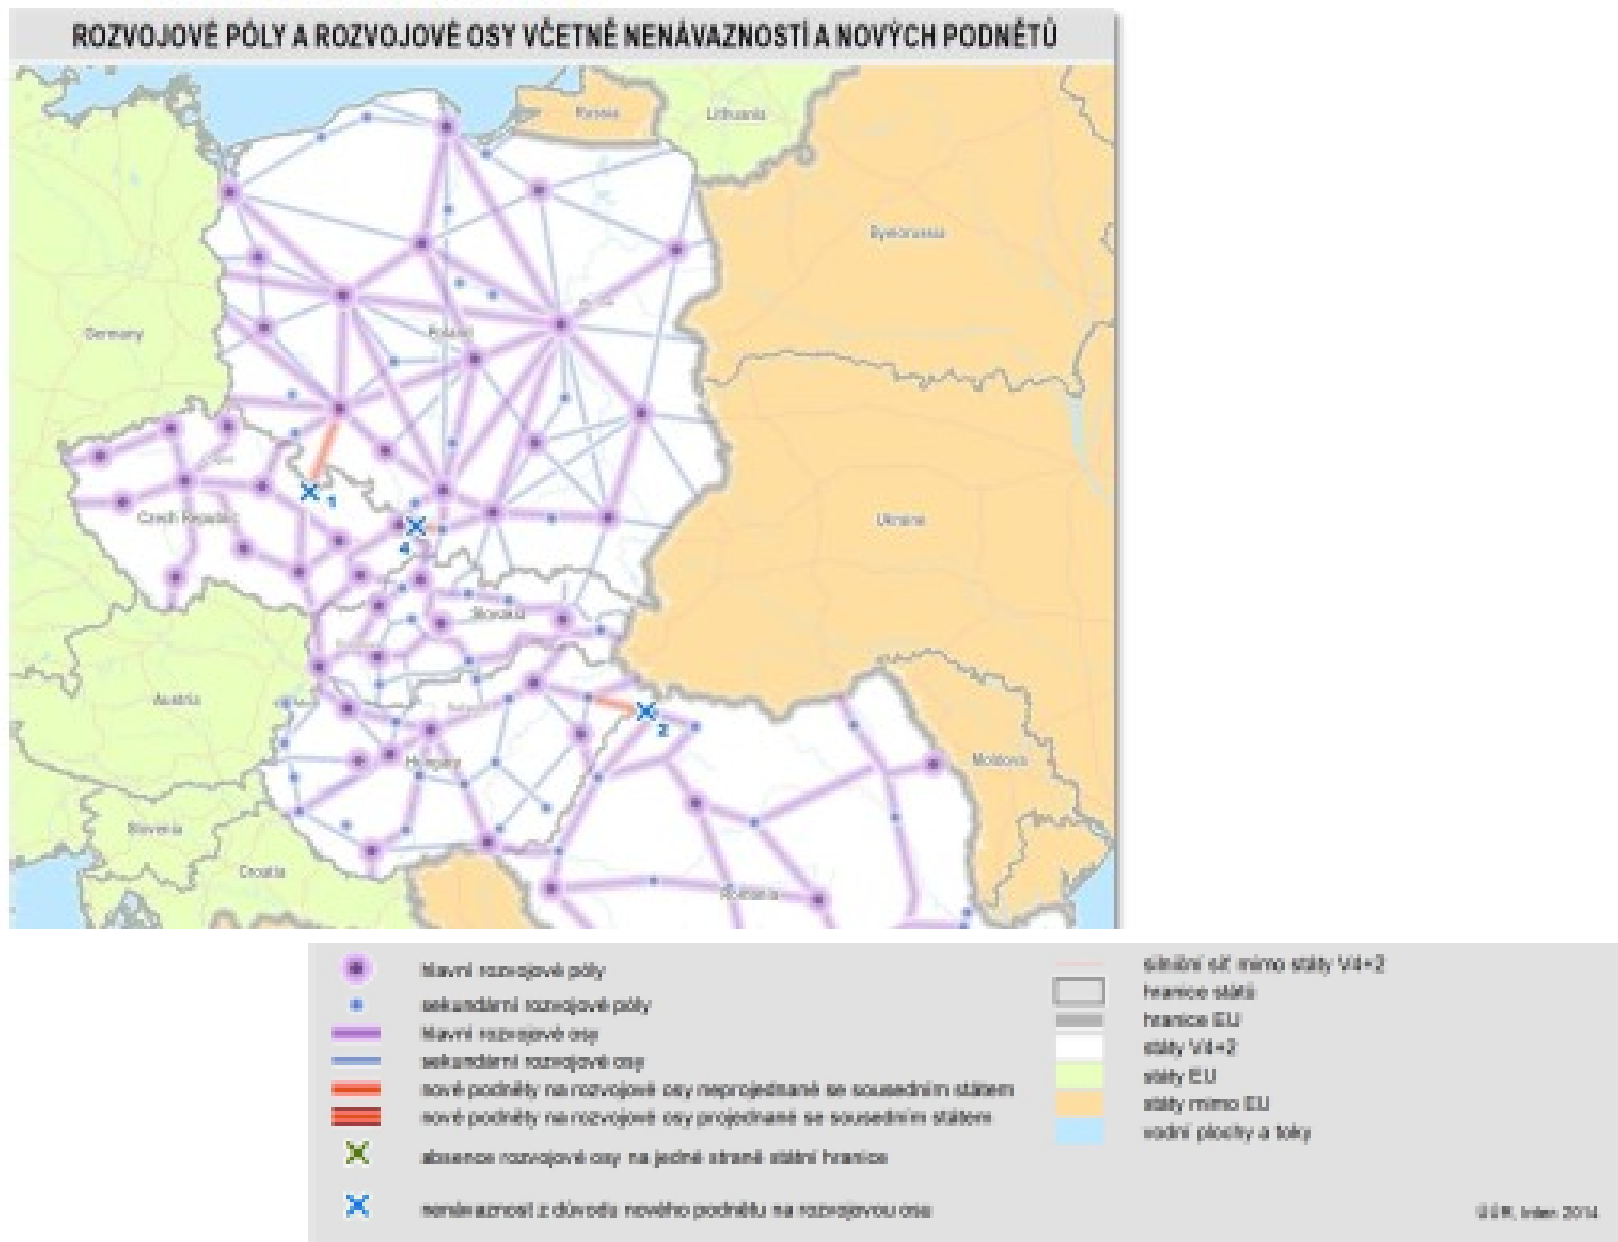 ROZVOJOVÉ PÓLY A ROZVOJOVÉ OSY VČETNĚ NENÁVAZNOSTÍ A NOVÝCH PODNĚTŮ
Russia
Lithuania
Byelorussia
Germany
Poland
Czech Republic
1
4
Ukraine
Slovakia
Austria
2
Hungary
Moldova
Slovenia
Croatia
Romania
hlavní rozvojové póly
sekundární rozvojové póly
hlavní rozvojové osy
sekundární rozvojové osy
nové podněty na rozvojové osy neprojednané se sousedním státem
nové podněty na rozvojové osy projednané se sousedním státem
absence rozvojové osy na jedné straně státní hranice
nenávaznost z důvodu nového podnětu na rozvojovou osu
silniční síť mimo státy V4+2
hranice států
hranice EU
státy V4+2
státy EU
státy mimo EU
vodní plochy a toky
ÚÚR, 2014